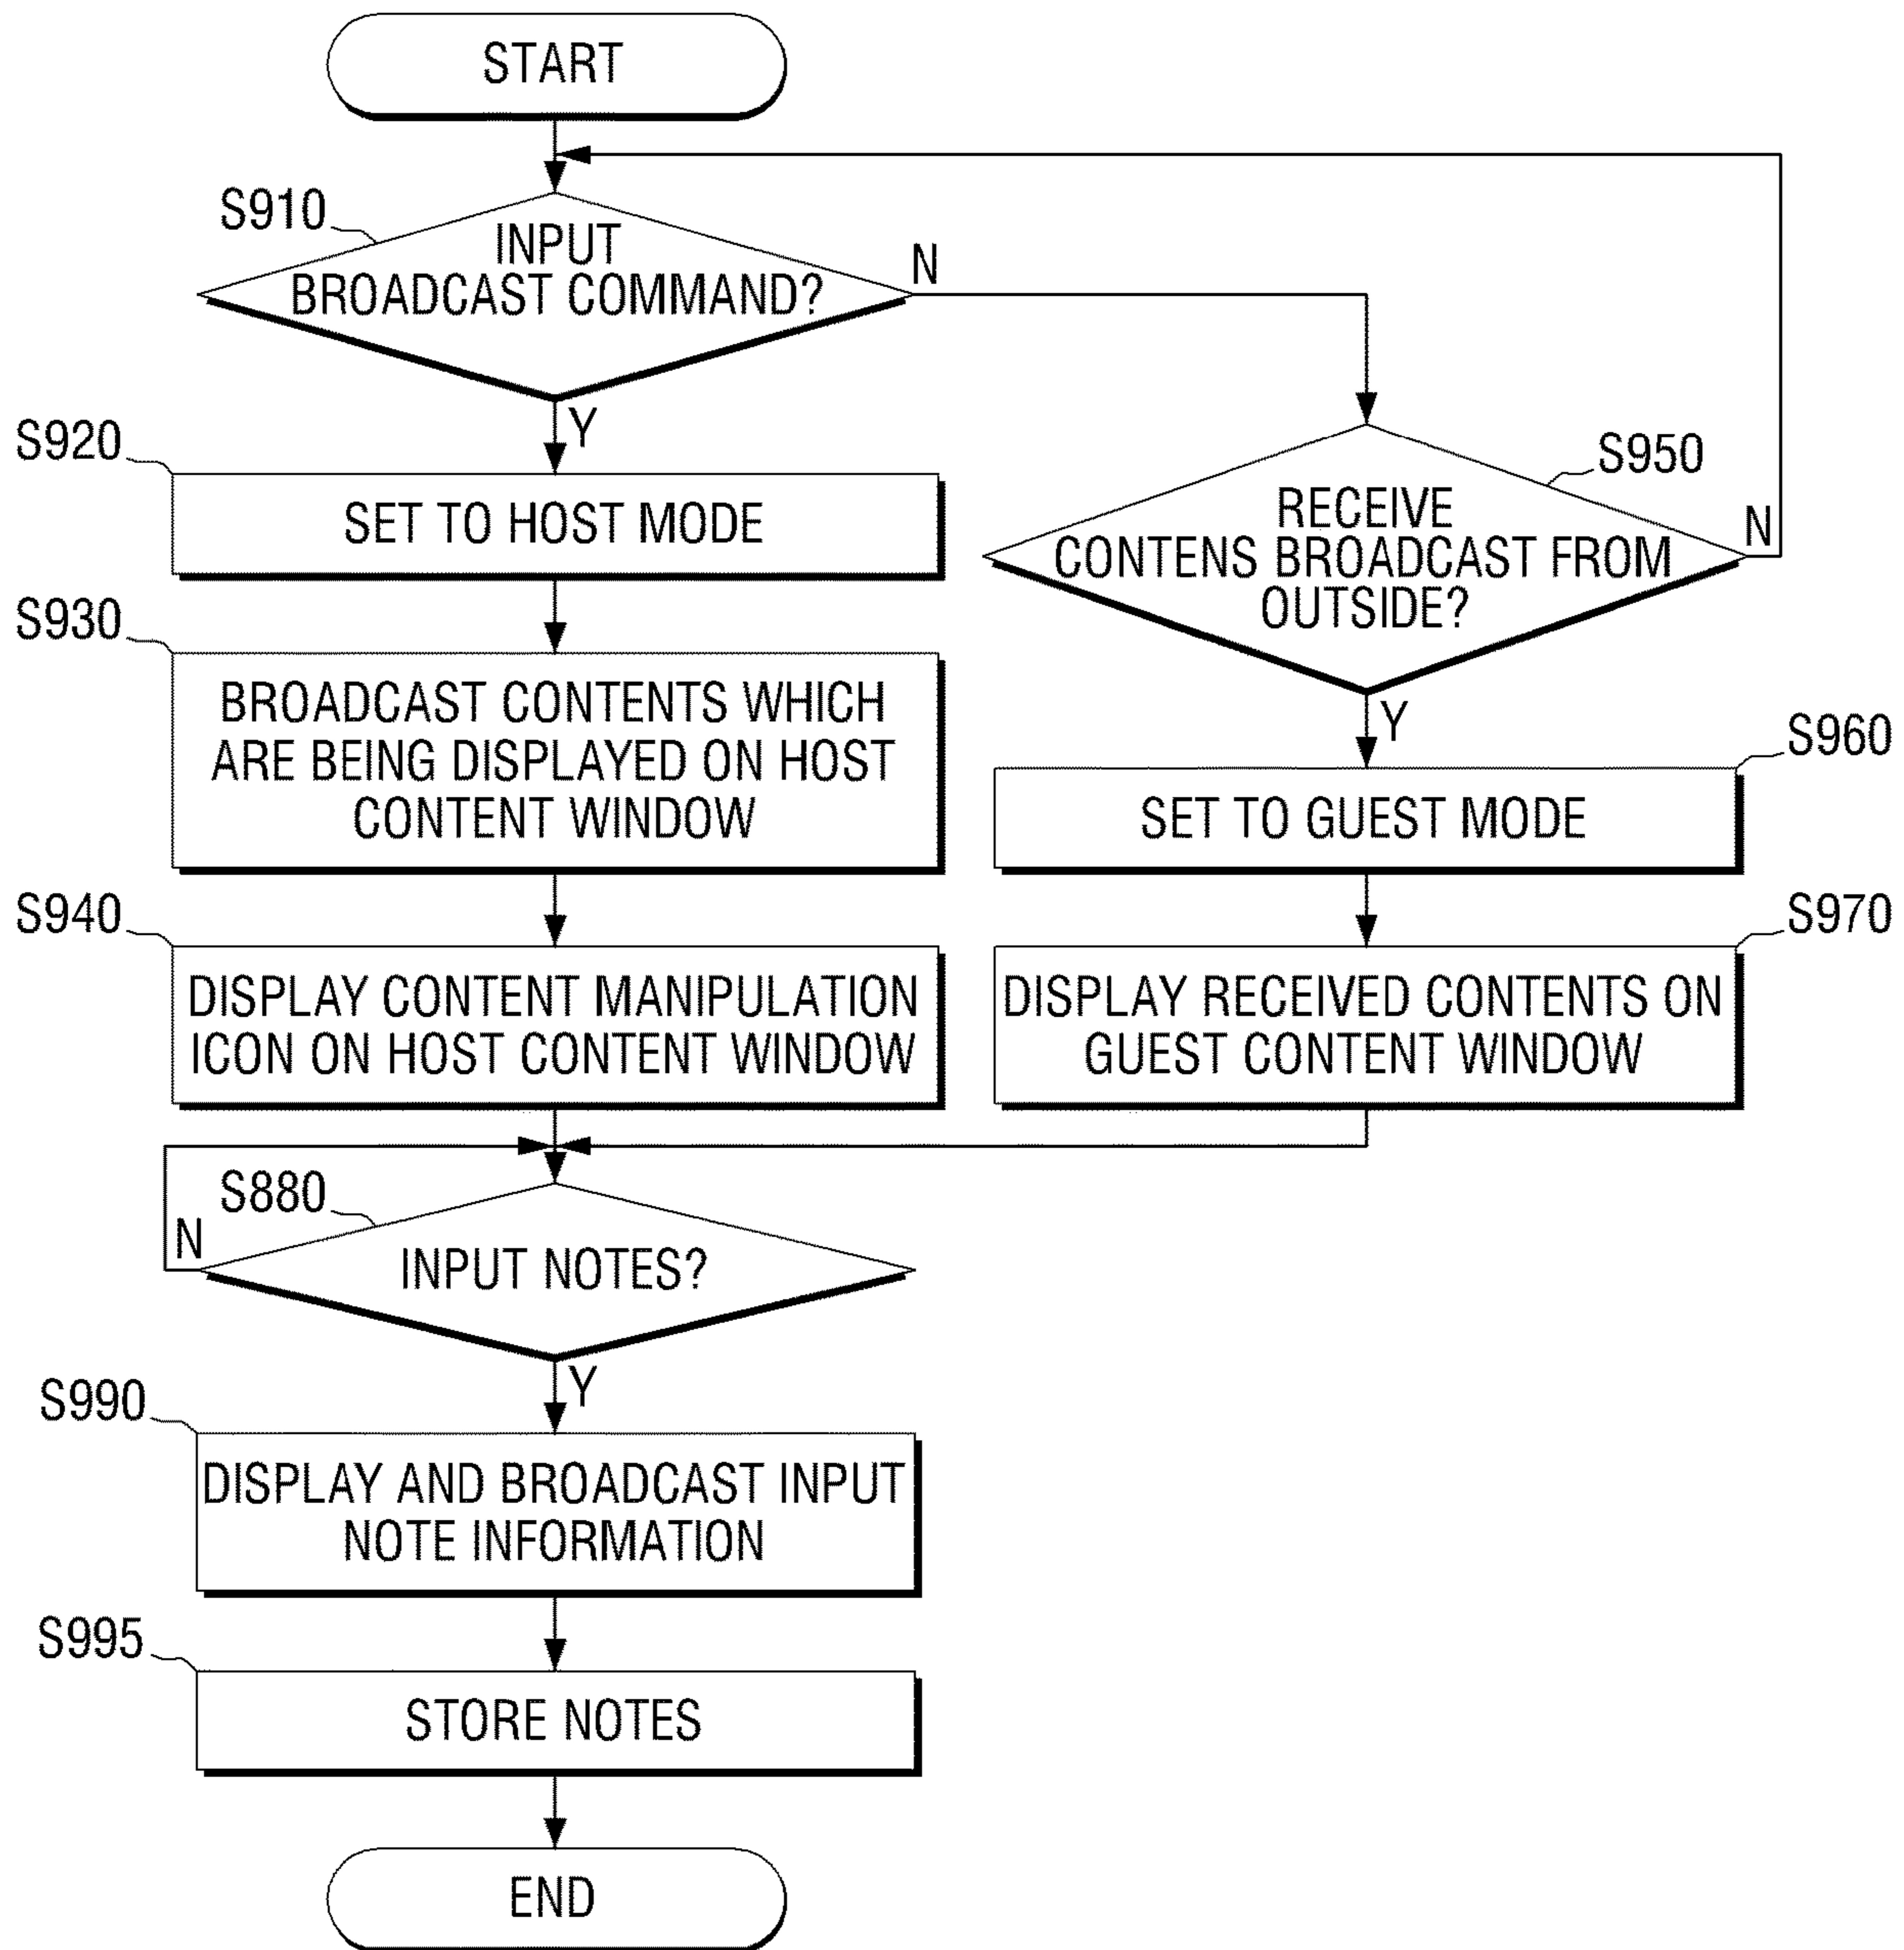 START
S910
INPUT
BROADCAST COMMAND?
N
Y
S920
SET TO HOST MODE
S950
RECEIVE
CONTENS BROADCAST FROM
OUTSIDE?
N
Y
S930
BROADCAST CONTENTS WHICH
ARE BEING DISPLAYED ON HOST
CONTENT WINDOW
S960
SET TO GUEST MODE
S940
DISPLAY CONTENT MANIPULATION
ICON ON HOST CONTENT WINDOW
S970
DISPLAY RECEIVED CONTENTS ON
GUEST CONTENT WINDOW
S880
N
INPUT NOTES?
Y
S990
DISPLAY AND BROADCAST INPUT
NOTE INFORMATION
S995
STORE NOTES
END